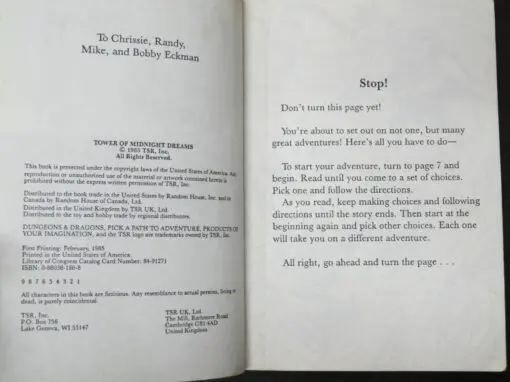 To Chrissie, Randy,
Mike, and Bobby Eckman
TOWER OF MIDNIGHT DREAMS
© 1985 TSR, Inc.
All Rights Reserved.
This book is protected under the copyright laws of the United States of America. Any
reproduction or unauthorized use of the material or artwork contained herein is
prohibited without the express written permission of TSR, Inc.
Distributed to the book trade in the United States by Random House, Inc. and in
Canada by Random House of Canada, Ltd.
Distributed in the United Kingdom by TSR UK, Ltd.
Distributed to the toy and hobby trade by regional distributors.
DUNGEONS & DRAGONS, PICK A PATH TO ADVENTURE, PRODUCTS OF
YOUR IMAGINATION, and the TSR logo are trademarks owned by TSR, Inc.
First Printing: February, 1985
Printed in the United States of America.
Library of Congress Catalog Card Number: 84-91271
ISBN: 0-88038-186-8
9 8 7 6 5 4 3 2 1
All characters in this book are fictitious. Any resemblance to actual persons, living or
dead, is purely coincidental.
TSR, Inc.
P.O. Box 756
Lake Geneva, WI 53147
TSR UK, Ltd.
The Mill, Rathmore Road
Cambridge CB1 4AD
United Kingdom
Stop!
Don't turn this page yet!
You're about to set out on not one, but many
great adventures! Here's all you have to do—
To start your adventure, turn to page 7 and
begin. Read until you come to a set of choices.
Pick one and follow the directions.
As you read, keep making choices and following
directions until the story ends. Then start at the
beginning again and pick other choices. Each one
will take you on a different adventure.
All right, go ahead and turn the page . . .